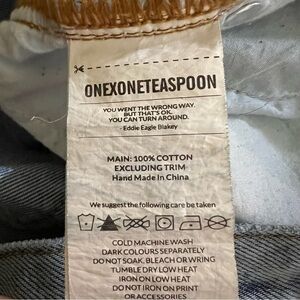 ONEXONETEASPOON
YOU WENT THE WRONG WAY.
BUT THAT'S OK.
YOU CAN TURN AROUND.
- Eddie Eagle Blakey
MAIN: 100% COTTON
EXCLUDING TRIM
Hand Made In China
We suggest the following care be taken
COLD MACHINE WASH
DARK COLOURS SEPARATELY
DO NOT SOAK, BLEACH OR WRING
TUMBLE DRY LOW HEAT
IRON ON LOW HEAT
DO NOT IRON ON PRINT
OR ACCESSORIES